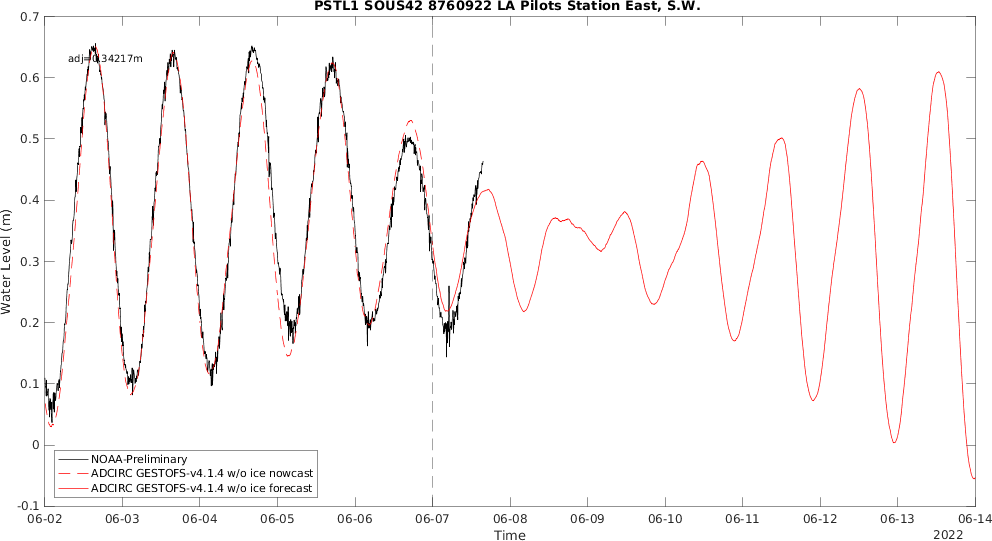 PSTL1 SOUS42 8760922 LA Pilots Station East, S.W.
0.7
adj=0.34217m
0.6
0.5
0.4
0.3
0.2
0.1
0
-0.1
Water Level (m)
NOAA-Preliminary
ADCIRC GESTOFS-v4.1.4 w/o ice nowcast
ADCIRC GESTOFS-v4.1.4 w/o ice forecast
06-02 06-03 06-04 06-05 06-06 06-07 06-08 06-09 06-10 06-11 06-12 06-13 06-14
Time
2022